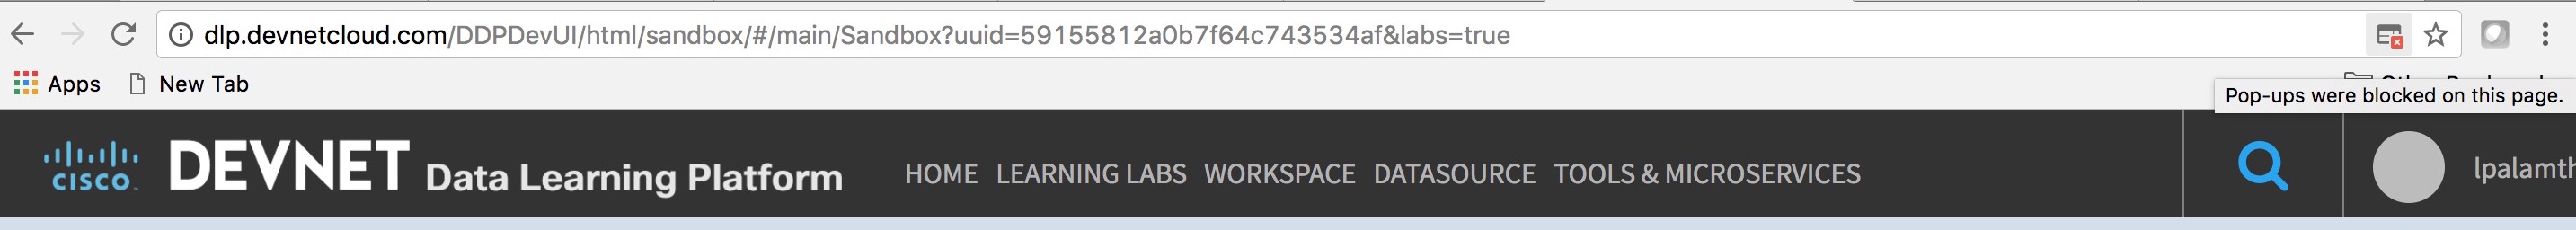 dlp.devnetcloud.com/DDPDevUI/html/sandbox/#/main/Sandbox?uuid=59155812a0b7f64c743534af&labs=true
Apps New Tab
Pop-ups were blocked on this page.
CISCO DEVNET Data Learning Platform HOME LEARNING LABS WORKSPACE DATASOURCE TOOLS & MICROSERVICES lpalamth